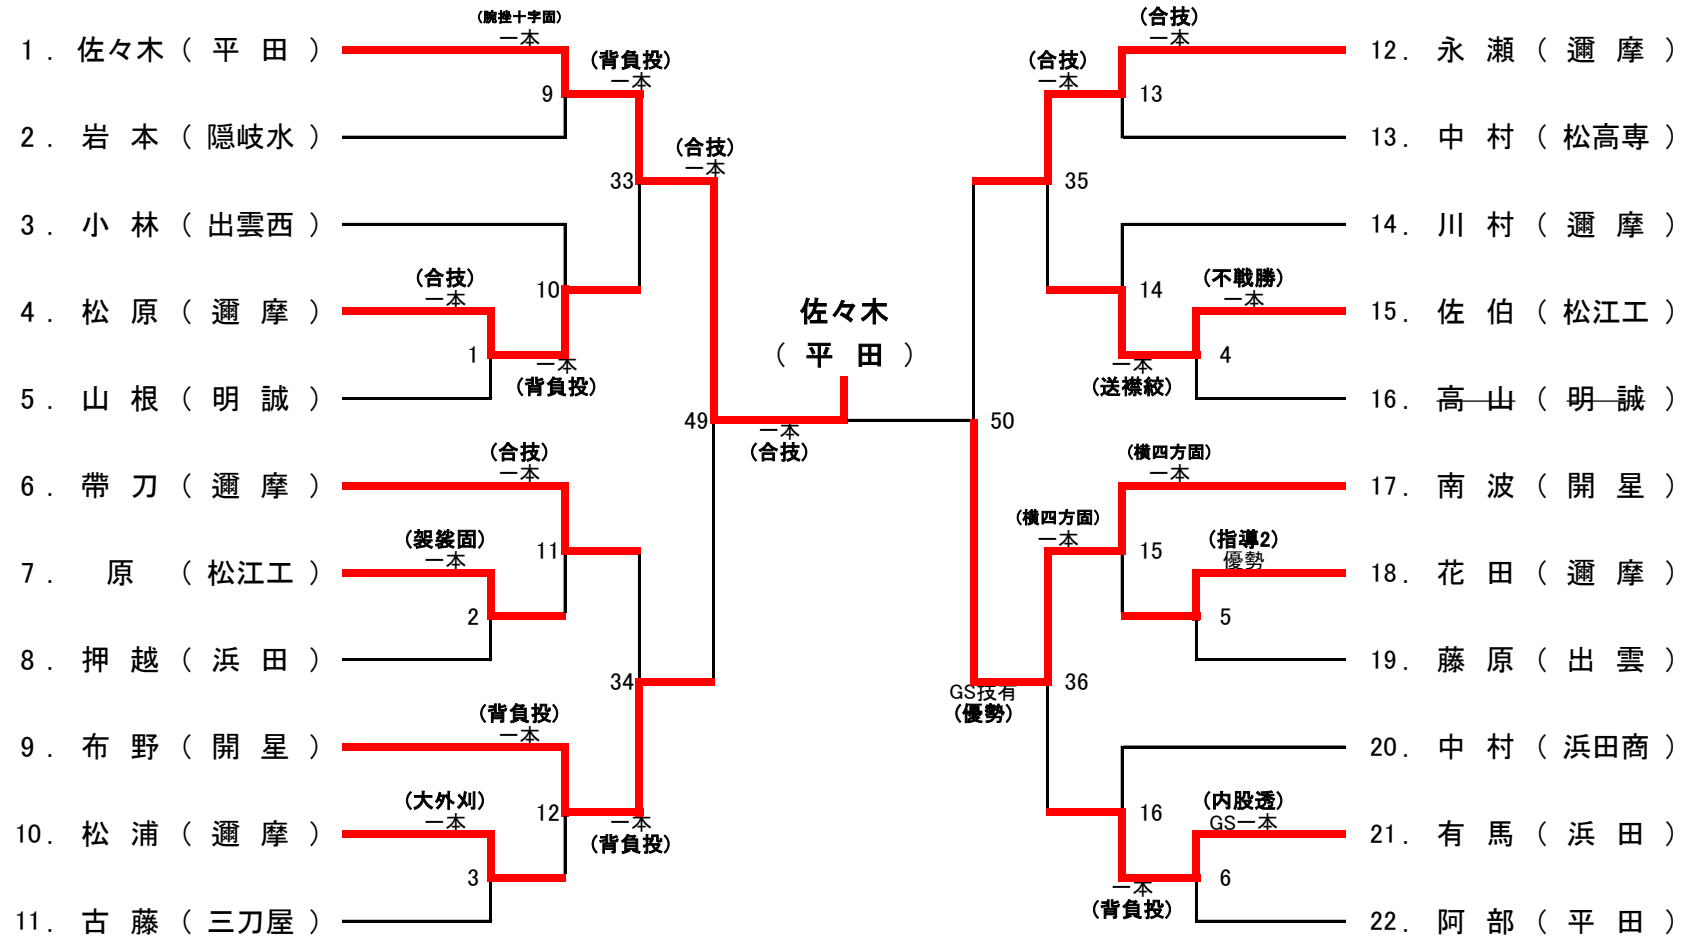 1. 佐々木 ( 平 田 )
2. 岩 本 ( 隠岐水 )
3. 小 林 ( 出雲西 )
4. 松 原 ( 邇 摩 )
5. 山 根 ( 明 誠 )
6. 帶 刀 ( 邇 摩 )
7. 原 ( 松江工 )
8. 押 越 ( 浜 田 )
9. 布 野 ( 開 星 )
10. 松 浦 ( 邇 摩 )
11. 古 藤 ( 三刀屋 )
(腕挫十字固)
一本
9
(背負投)
一本
33
(合技)
一本
10
(合技)
一本
1
一本
(背負投)
49
(合技)
一本
11
(袈裟固)
一本
2
34
(背負投)
一本
12
一本
(背負投)
(大外刈)
一本
3
佐々木
( 平 田 )
一本
(合技)
50
(合技)
一本
13
(合技)
一本
35
14
(不戦勝)
一本
4
一本
(送襟絞)
(横四方固)
一本
15
(横四方固)
一本
(指導2)
優勢
5
36
GS技有
(優勢)
16
(内股透)
GS一本
6
一本
(背負投)
12. 永 瀬 ( 邇 摩 )
13. 中 村 ( 松高専 )
14. 川 村 ( 邇 摩 )
15. 佐 伯 ( 松江工 )
16. 高 山 ( 明 誠 )
17. 南 波 ( 開 星 )
18. 花 田 ( 邇 摩 )
19. 藤 原 ( 出 雲 )
20. 中 村 ( 浜田商 )
21. 有 馬 ( 浜 田 )
22. 阿 部 ( 平 田 )